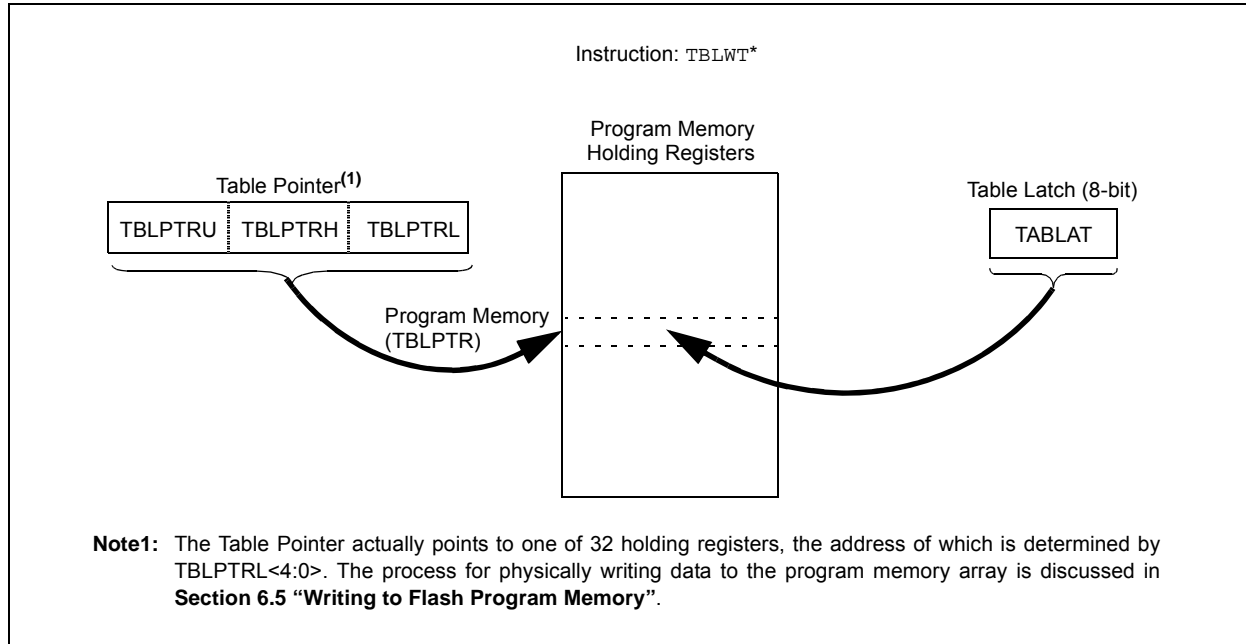 Instruction: TBLWT*
Program Memory
Holding Registers
Table Pointer(1)
Table Latch (8-bit)
TBLPTRU TBLPTRH TBLPTRL
TABLAT
Program Memory
(TBLPTR)
Note1: The Table Pointer actually points to one of 32 holding registers, the address of which is determined by
TBLPTRL<4:0>. The process for physically writing data to the program memory array is discussed in
Section 6.5 “Writing to Flash Program Memory”.